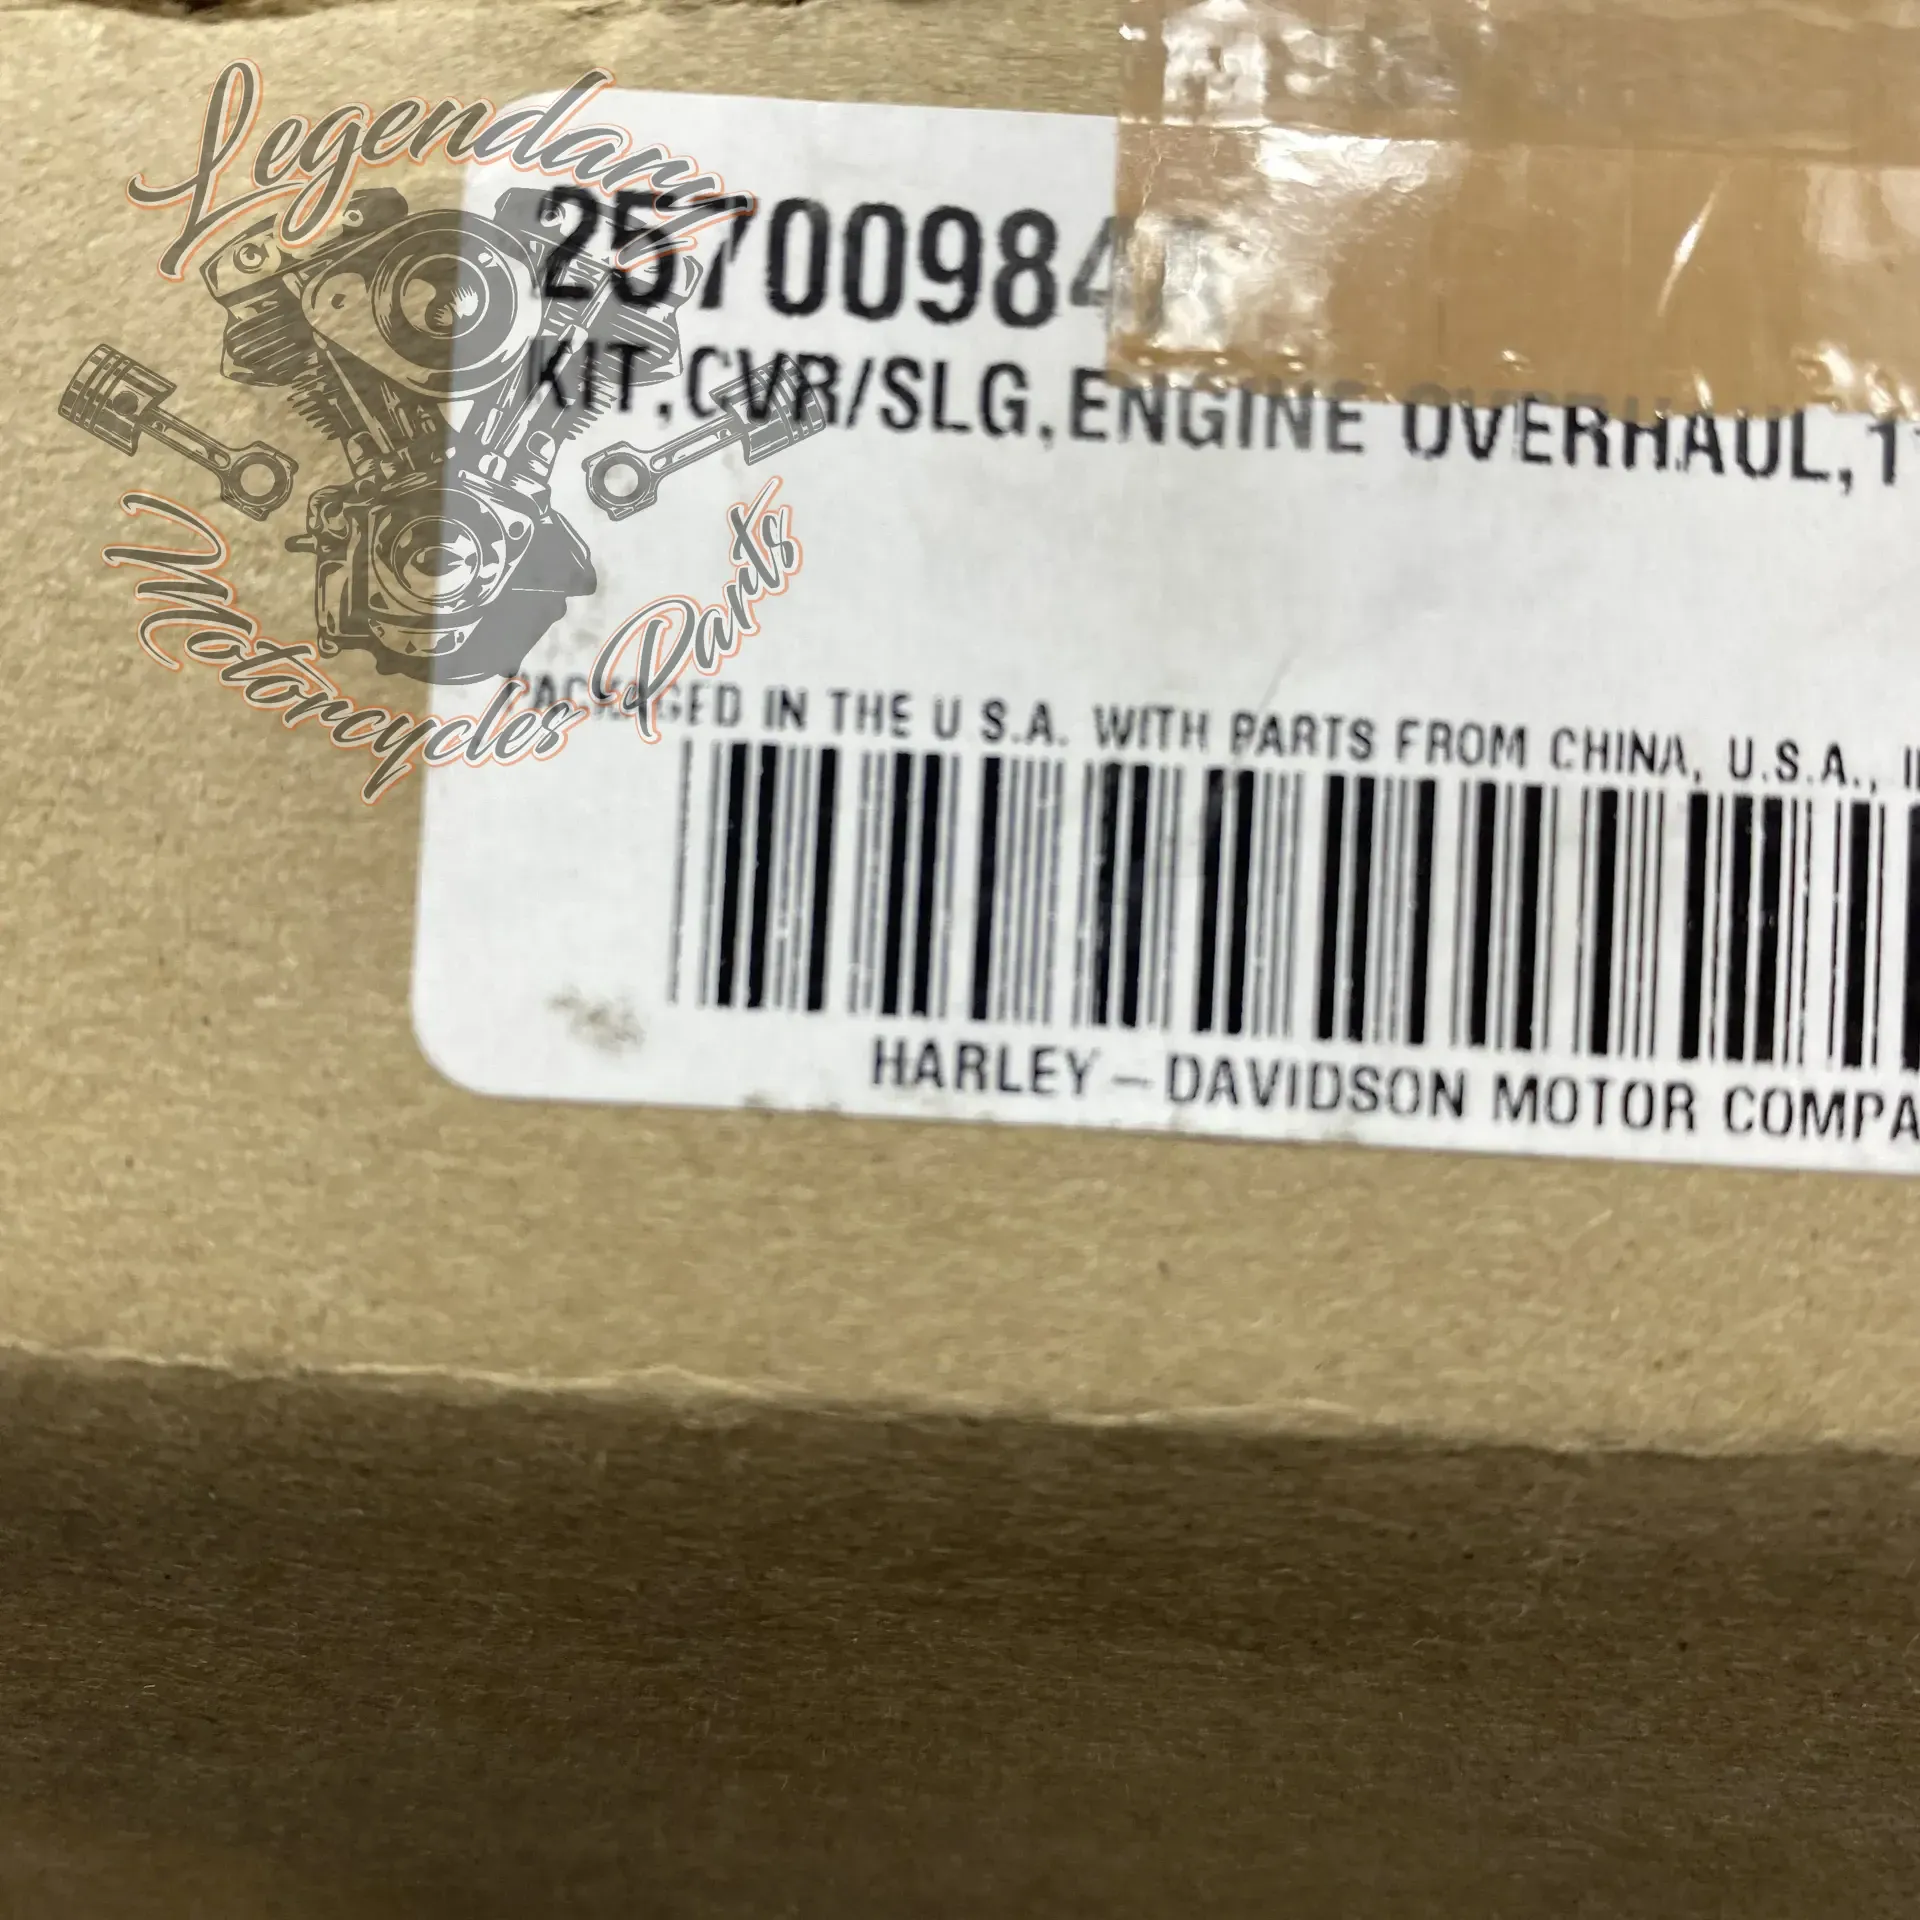 Legendary
Motorcycles Parts
25700984
KIT,CVR/SLG,ENGINE OVERHAUL,1
PACKAGED IN THE U.S.A. WITH PARTS FROM CHINA, U.S.A.,
HARLEY-DAVIDSON MOTOR COMPA